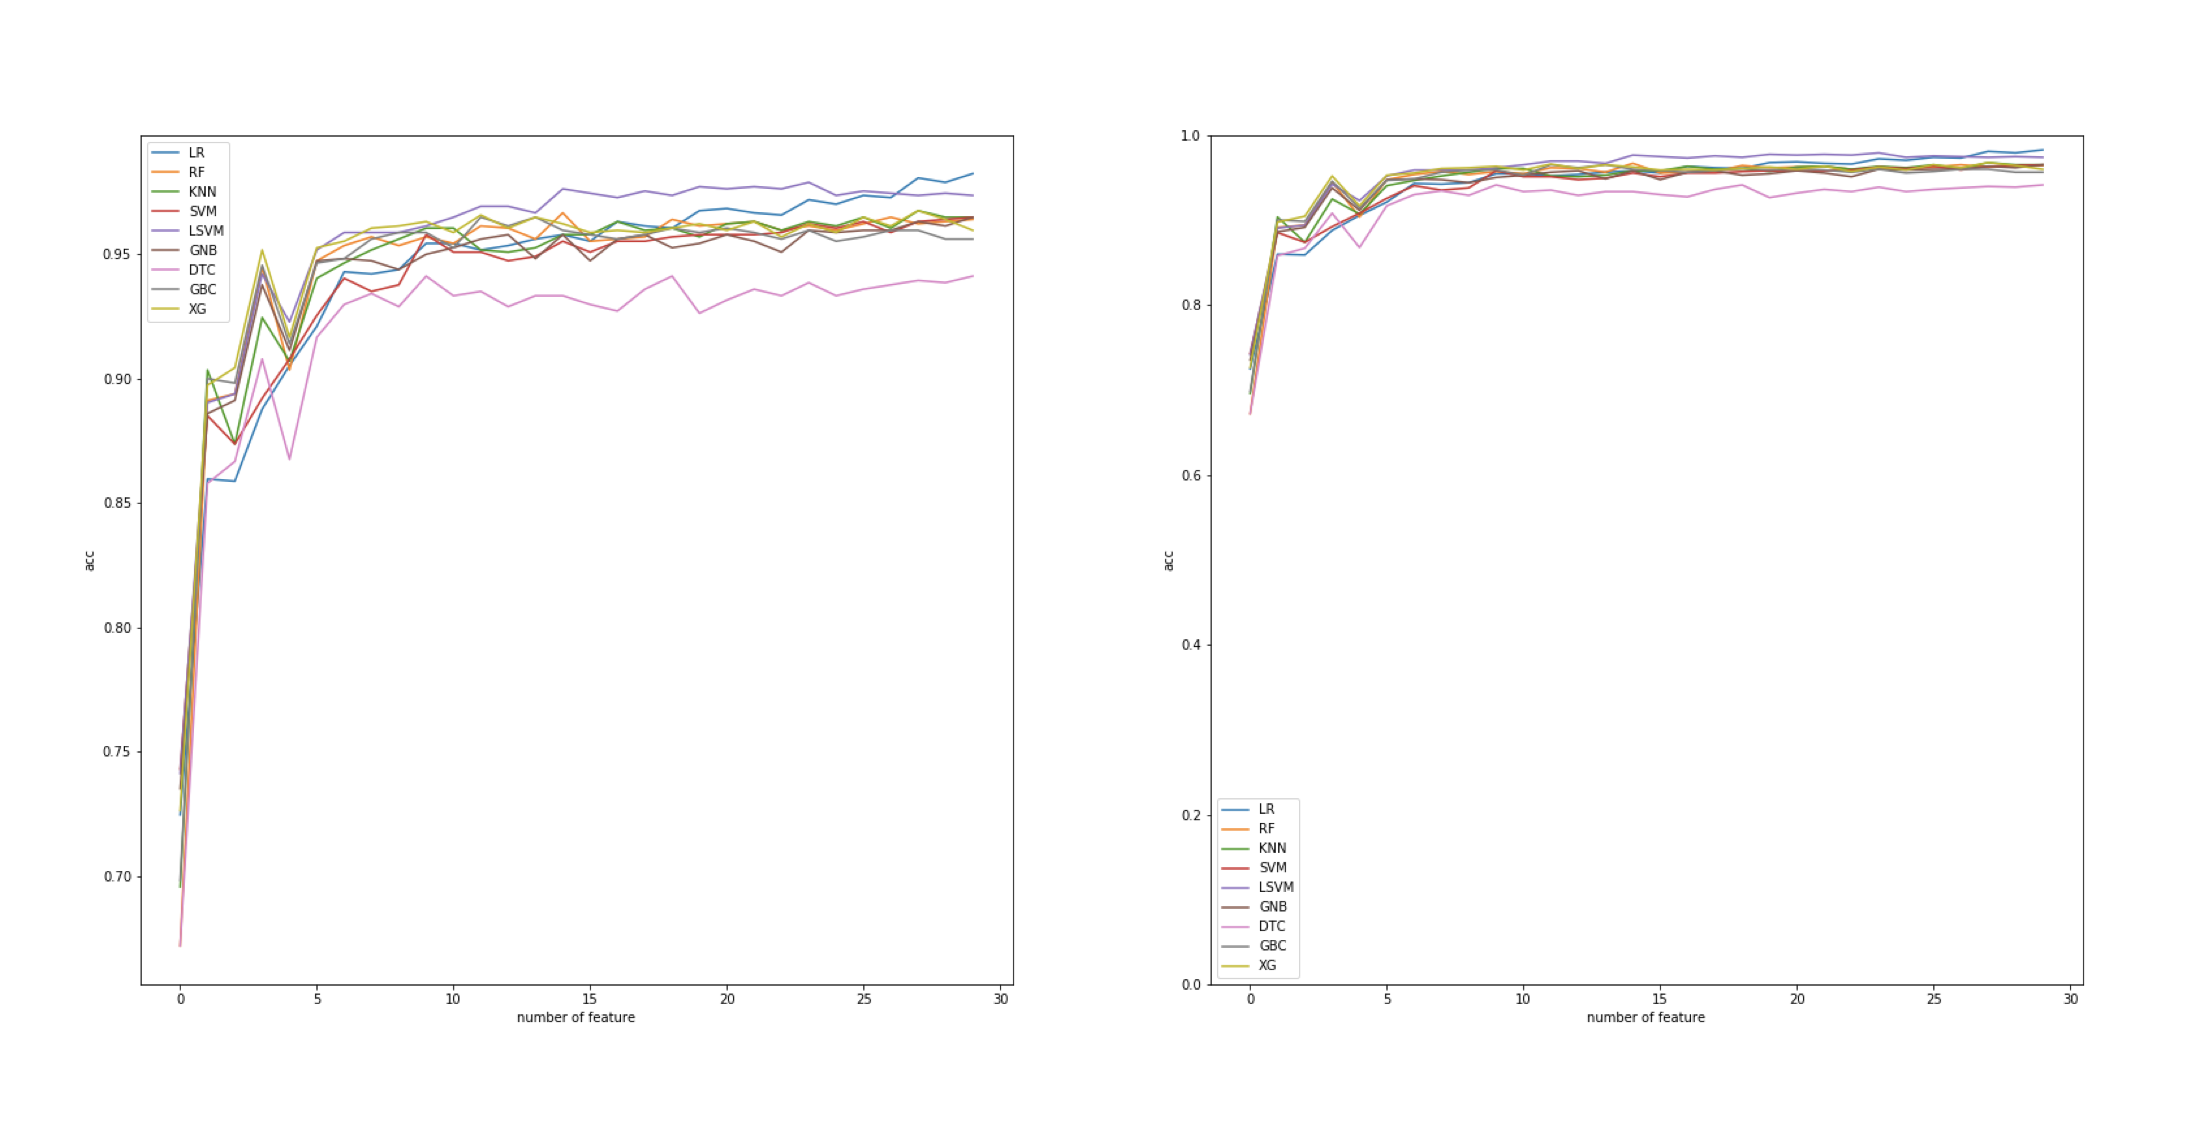 LR
RF
KNN
SVM
LSVM
GNB
DTC
GBC
XG
0.95
0.90
0.85
0.80
0.75
0.70
acc
0 5 10 15 20 25 30
number of feature
1.0
0.8
0.6
0.4
0.2
0.0
acc
LR
RF
KNN
SVM
LSVM
GNB
DTC
GBC
XG
0 5 10 15 20 25 30
number of feature